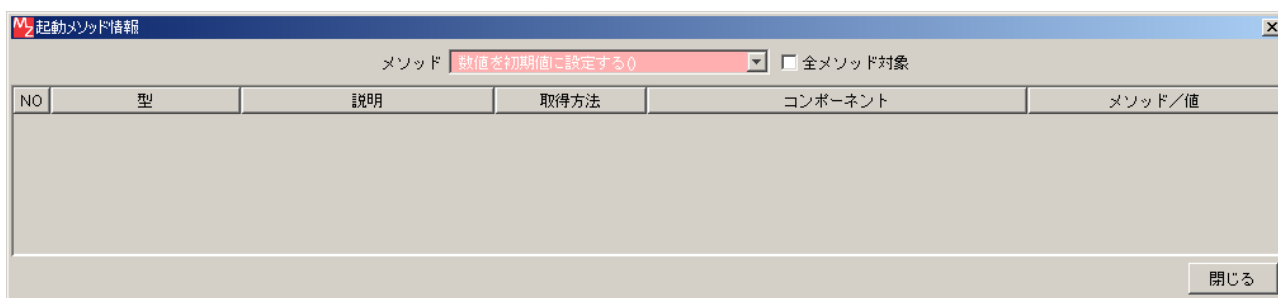 MZ 起動メソッド情報
メソッド 数値を初期値に設定する() 全メソッド対象
NO 型 説明 取得方法 コンポーネント メソッド/値
閉じる